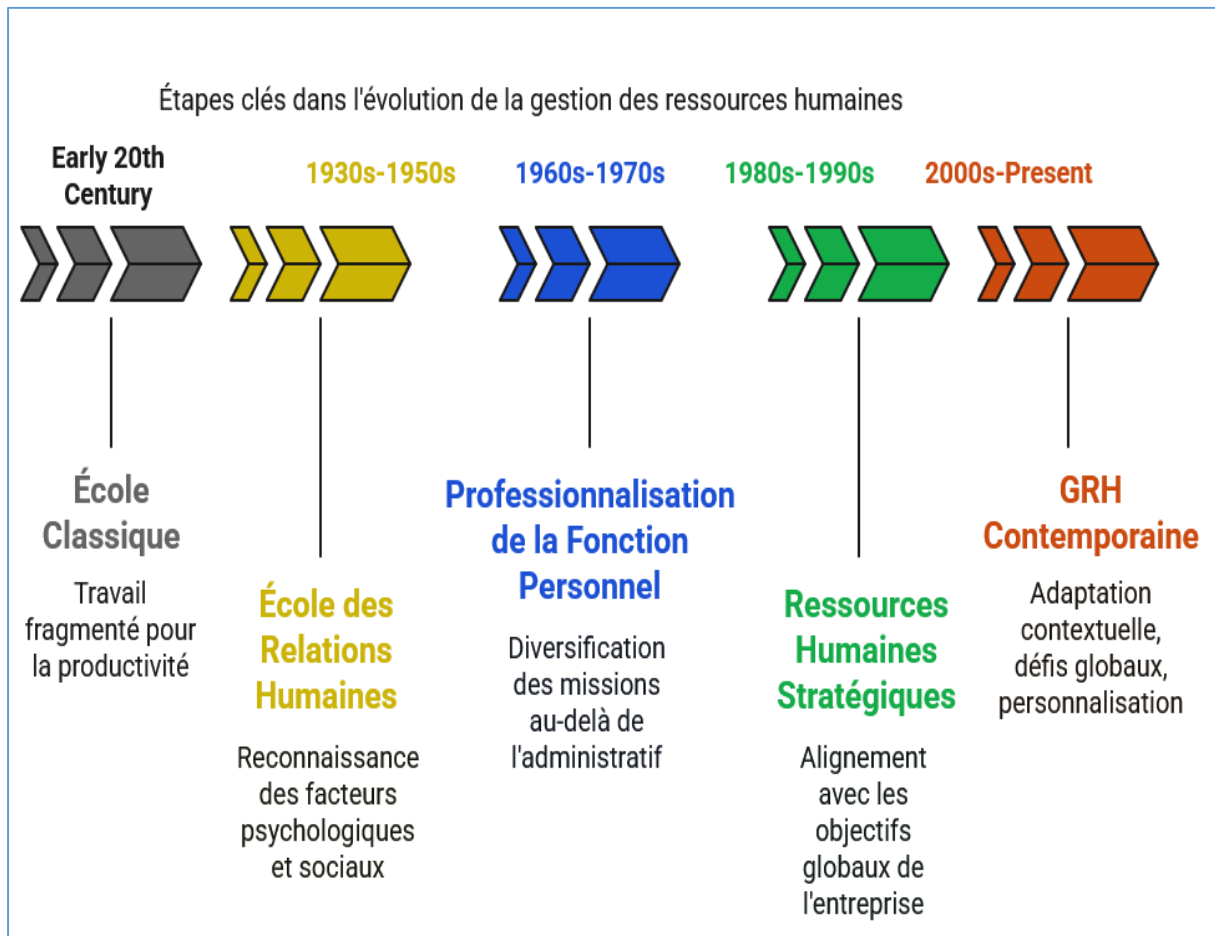 Étapes clés dans l'évolution de la gestion des ressources humaines
Early 20th
Century
1930s-1950s
1960s-1970s
1980s-1990s
2000s-Present
École
Classique
Travail
fragmenté pour
la productivité
École des
Relations
Humaines
Reconnaissance
des facteurs
psychologiques
et sociaux
Professionnalisation
de la Fonction
Personnel
Diversification
des missions
au-delà de
l'administratif
Ressources
Humaines
Stratégiques
Alignement
avec les
objectifs
globaux de
l'entreprise
GRH
Contemporaine
Adaptation
contextuelle,
défis globaux,
personnalisation